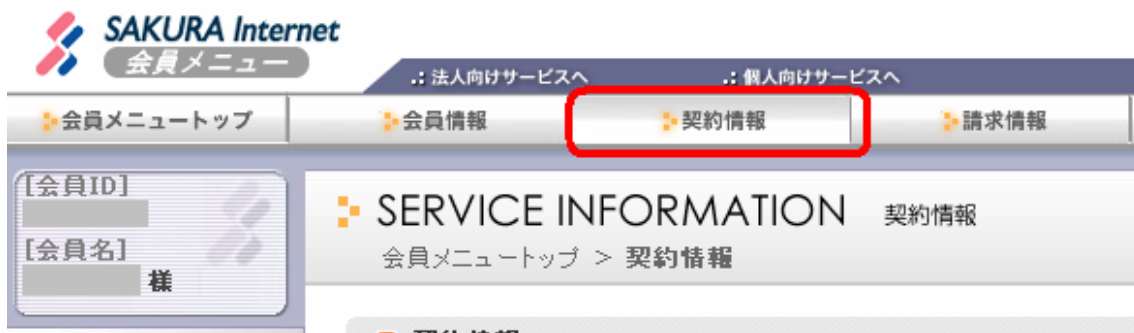 SAKURA Internet
会員メニュー
.: 法人向けサービスへ .: 個人向けサービスへ
会員メニュートップ 会員情報 契約情報 請求情報
[会員ID]
[会員名]
様
SERVICE INFORMATION 契約情報
会員メニュートップ > 契約情報